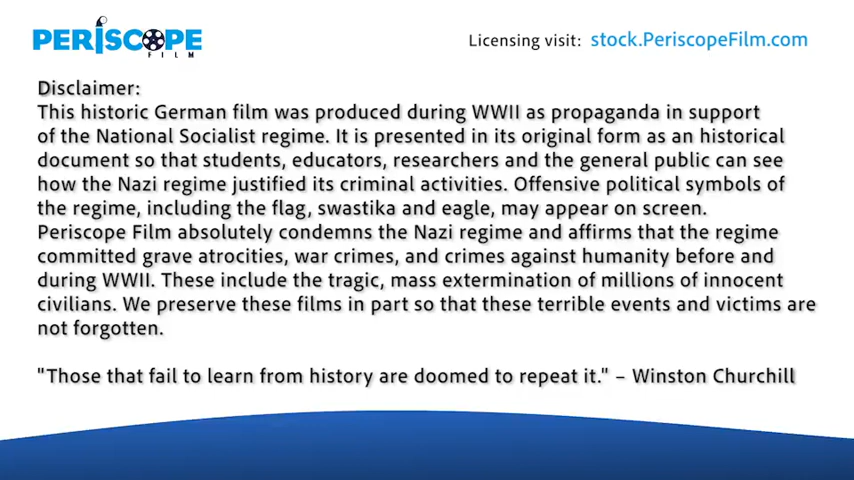 PERISCOPE
FILM
Licensing visit: stock.PeriscopeFilm.com
Disclaimer:
This historic German film was produced during WWII as propaganda in support
of the National Socialist regime. It is presented in its original form as an historical
document so that students, educators, researchers and the general public can see
how the Nazi regime justified its criminal activities. Offensive political symbols of
the regime, including the flag, swastika and eagle, may appear on screen.
Periscope Film absolutely condemns the Nazi regime and affirms that the regime
committed grave atrocities, war crimes, and crimes against humanity before and
during WWII. These include the tragic, mass extermination of millions of innocent
civilians. We preserve these films in part so that these terrible events and victims are
not forgotten.
"Those that fail to learn from history are doomed to repeat it." – Winston Churchill